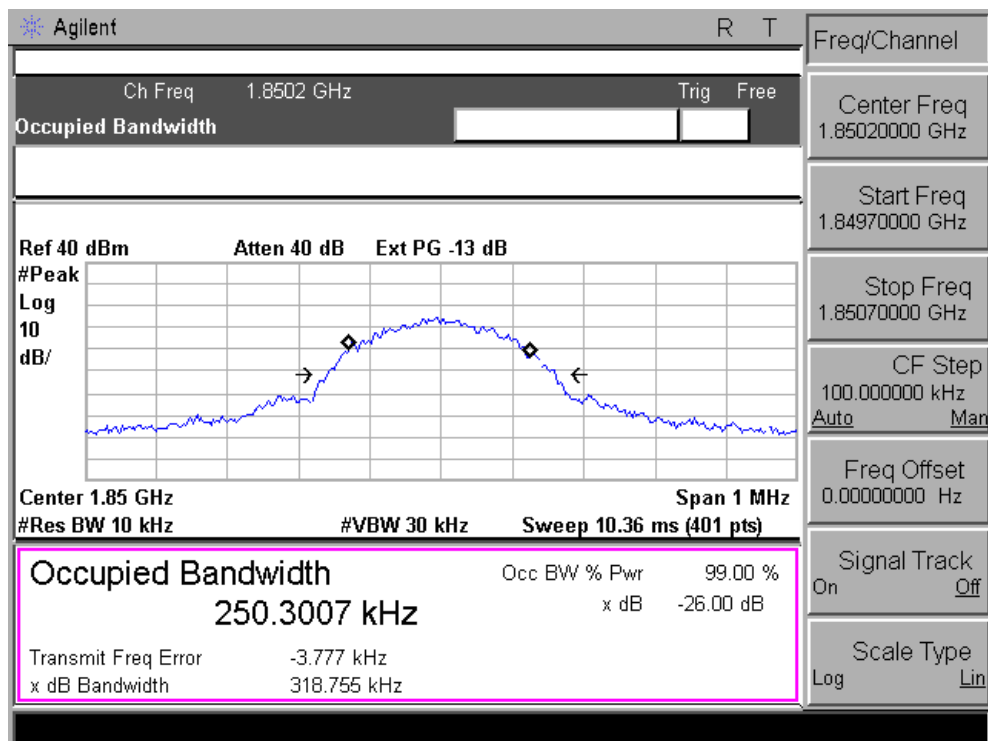 Agilent R T
Ch Freq 1.8502 GHz Trig Free
Occupied Bandwidth
Ref 40 dBm Atten 40 dB Ext PG -13 dB
#Peak
Log
10
dB/
Center 1.85 GHz Span 1 MHz
#Res BW 10 kHz #VBW 30 kHz Sweep 10.36 ms (401 pts)
Occupied Bandwidth Occ BW % Pwr 99.00 %
250.3007 kHz x dB -26.00 dB
Transmit Freq Error -3.777 kHz
x dB Bandwidth 318.755 kHz
Freq/Channel
Center Freq
1.85020000 GHz
Start Freq
1.84970000 GHz
Stop Freq
1.85070000 GHz
CF Step
100.000000 kHz
Auto Man
Freq Offset
0.00000000 Hz
Signal Track
On Off
Scale Type
Log Lin